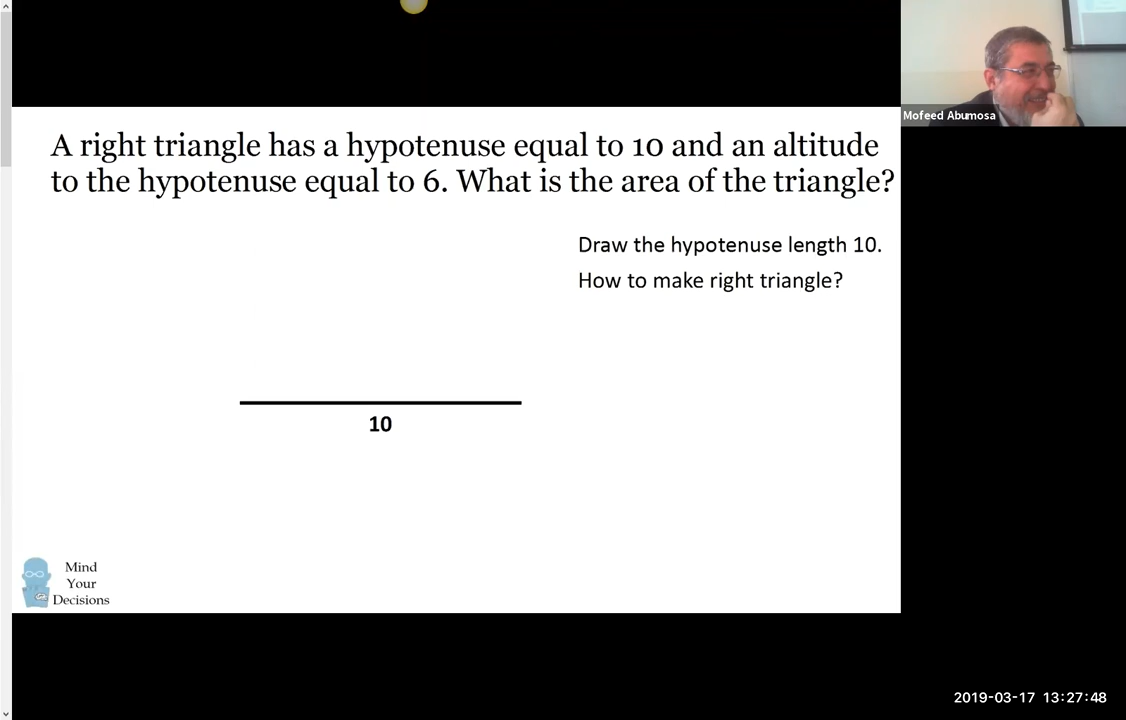 Mofeed Abumosa
A right triangle has a hypotenuse equal to 10 and an altitude
to the hypotenuse equal to 6. What is the area of the triangle?
Draw the hypotenuse length 10.
How to make right triangle?
10
Mind
Your
Decisions
2019-03-17 13:27:48